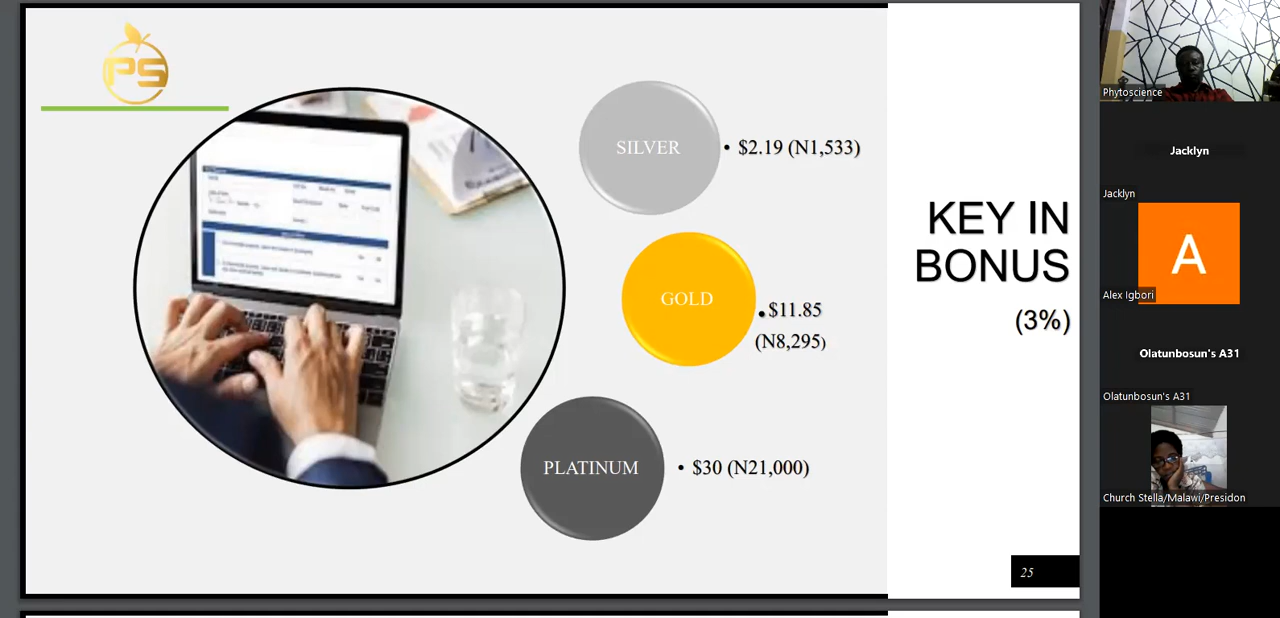 PS
SILVER
• $2.19 (N1,533)
GOLD
• $11.85
(N8,295)
PLATINUM
• $30 (N21,000)
KEY IN
BONUS
(3%)
25
Phytoscience
Jacklyn
Jacklyn
A
Alex Igbori
Olatunbosun's A31
Olatunbosun's A31
Church Stella/Malawi/Presidon